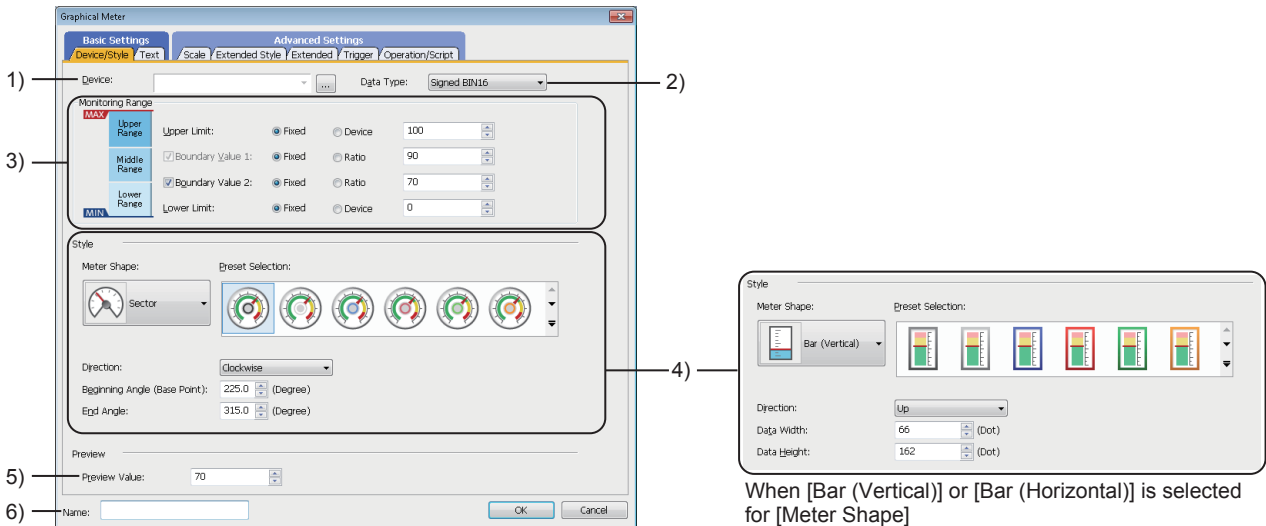 Graphical Meter
Basic Settings
Advanced Settings
Device/Style
Text
Scale
Extended Style
Extended
Trigger
Operation/Script
1)
Device:
...
Data Type:
Signed BIN16
2)
Monitoring Range
3)
MAX
Upper Range
Middle Range
Lower Range
MIN
Upper Limit:
Fixed
Device
100
Boundary Value 1:
Fixed
Ratio
90
Boundary Value 2:
Fixed
Ratio
70
Lower Limit:
Fixed
Device
0
Style
Meter Shape:
Preset Selection:
Sector
Direction:
Clockwise
Beginning Angle (Base Point):
225.0
(Degree)
End Angle:
315.0
(Degree)
4)
Preview
5)
Preview Value:
70
6)
Name:
OK
Cancel
Style
Meter Shape:
Preset Selection:
Bar (Vertical)
Direction:
Up
Data Width:
66
(Dot)
Data Height:
162
(Dot)
When [Bar (Vertical)] or [Bar (Horizontal)] is selected
for [Meter Shape]